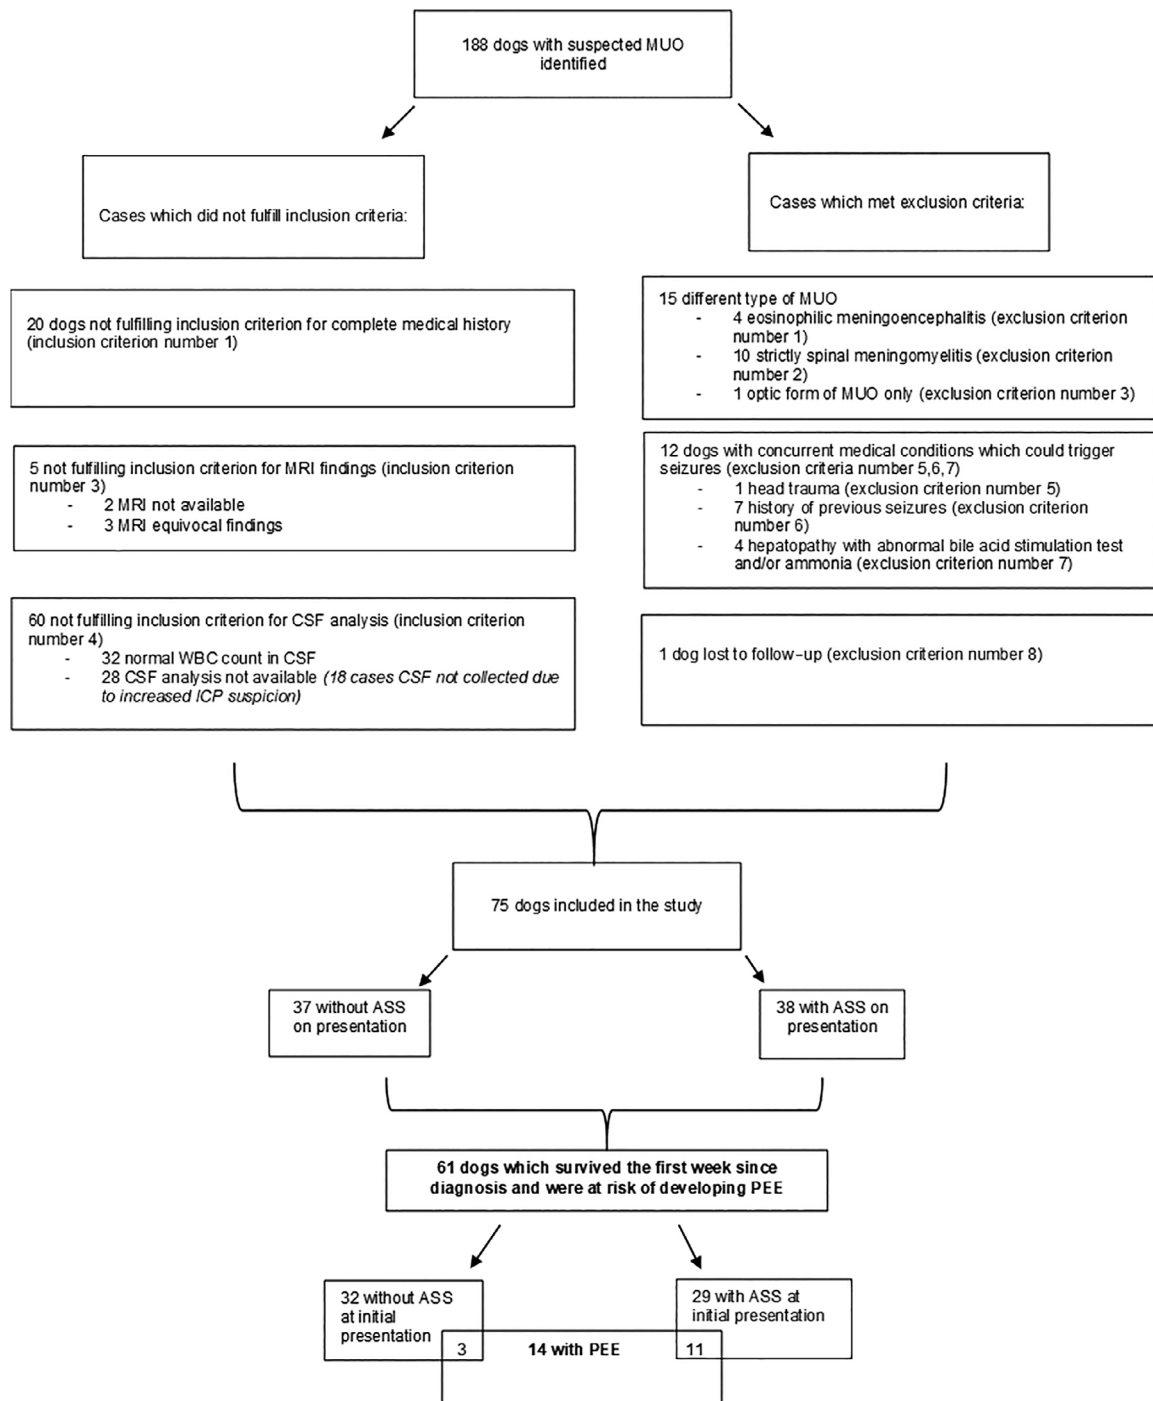 188 dogs with suspected MUO
identified
Cases which did not fulfill inclusion criteria:
Cases which met exclusion criteria:
20 dogs not fulfilling inclusion criterion for complete medical history
(inclusion criterion number 1)
5 not fulfilling inclusion criterion for MRI findings (inclusion criterion
number 3)
- 2 MRI not available
- 3 MRI equivocal findings
60 not fulfilling inclusion criterion for CSF analysis (inclusion criterion
number 4)
- 32 normal WBC count in CSF
- 28 CSF analysis not available (18 cases CSF not collected due
to increased ICP suspicion)
15 different type of MUO
- 4 eosinophilic meningoencephalitis (exclusion criterion
number 1)
- 10 strictly spinal meningomyelitis (exclusion criterion
number 2)
- 1 optic form of MUO only (exclusion criterion number 3)
12 dogs with concurrent medical conditions which could trigger
seizures (exclusion criteria number 5,6,7)
- 1 head trauma (exclusion criterion number 5)
- 7 history of previous seizures (exclusion criterion
number 6)
- 4 hepatopathy with abnormal bile acid stimulation test
and/or ammonia (exclusion criterion number 7)
1 dog lost to follow-up (exclusion criterion number 8)
75 dogs included in the study
37 without ASS
on presentation
38 with ASS on
presentation
61 dogs which survived the first week since
diagnosis and were at risk of developing PEE
32 without ASS
at initial
presentation
29 with ASS at
initial presentation
3 14 with PEE 11